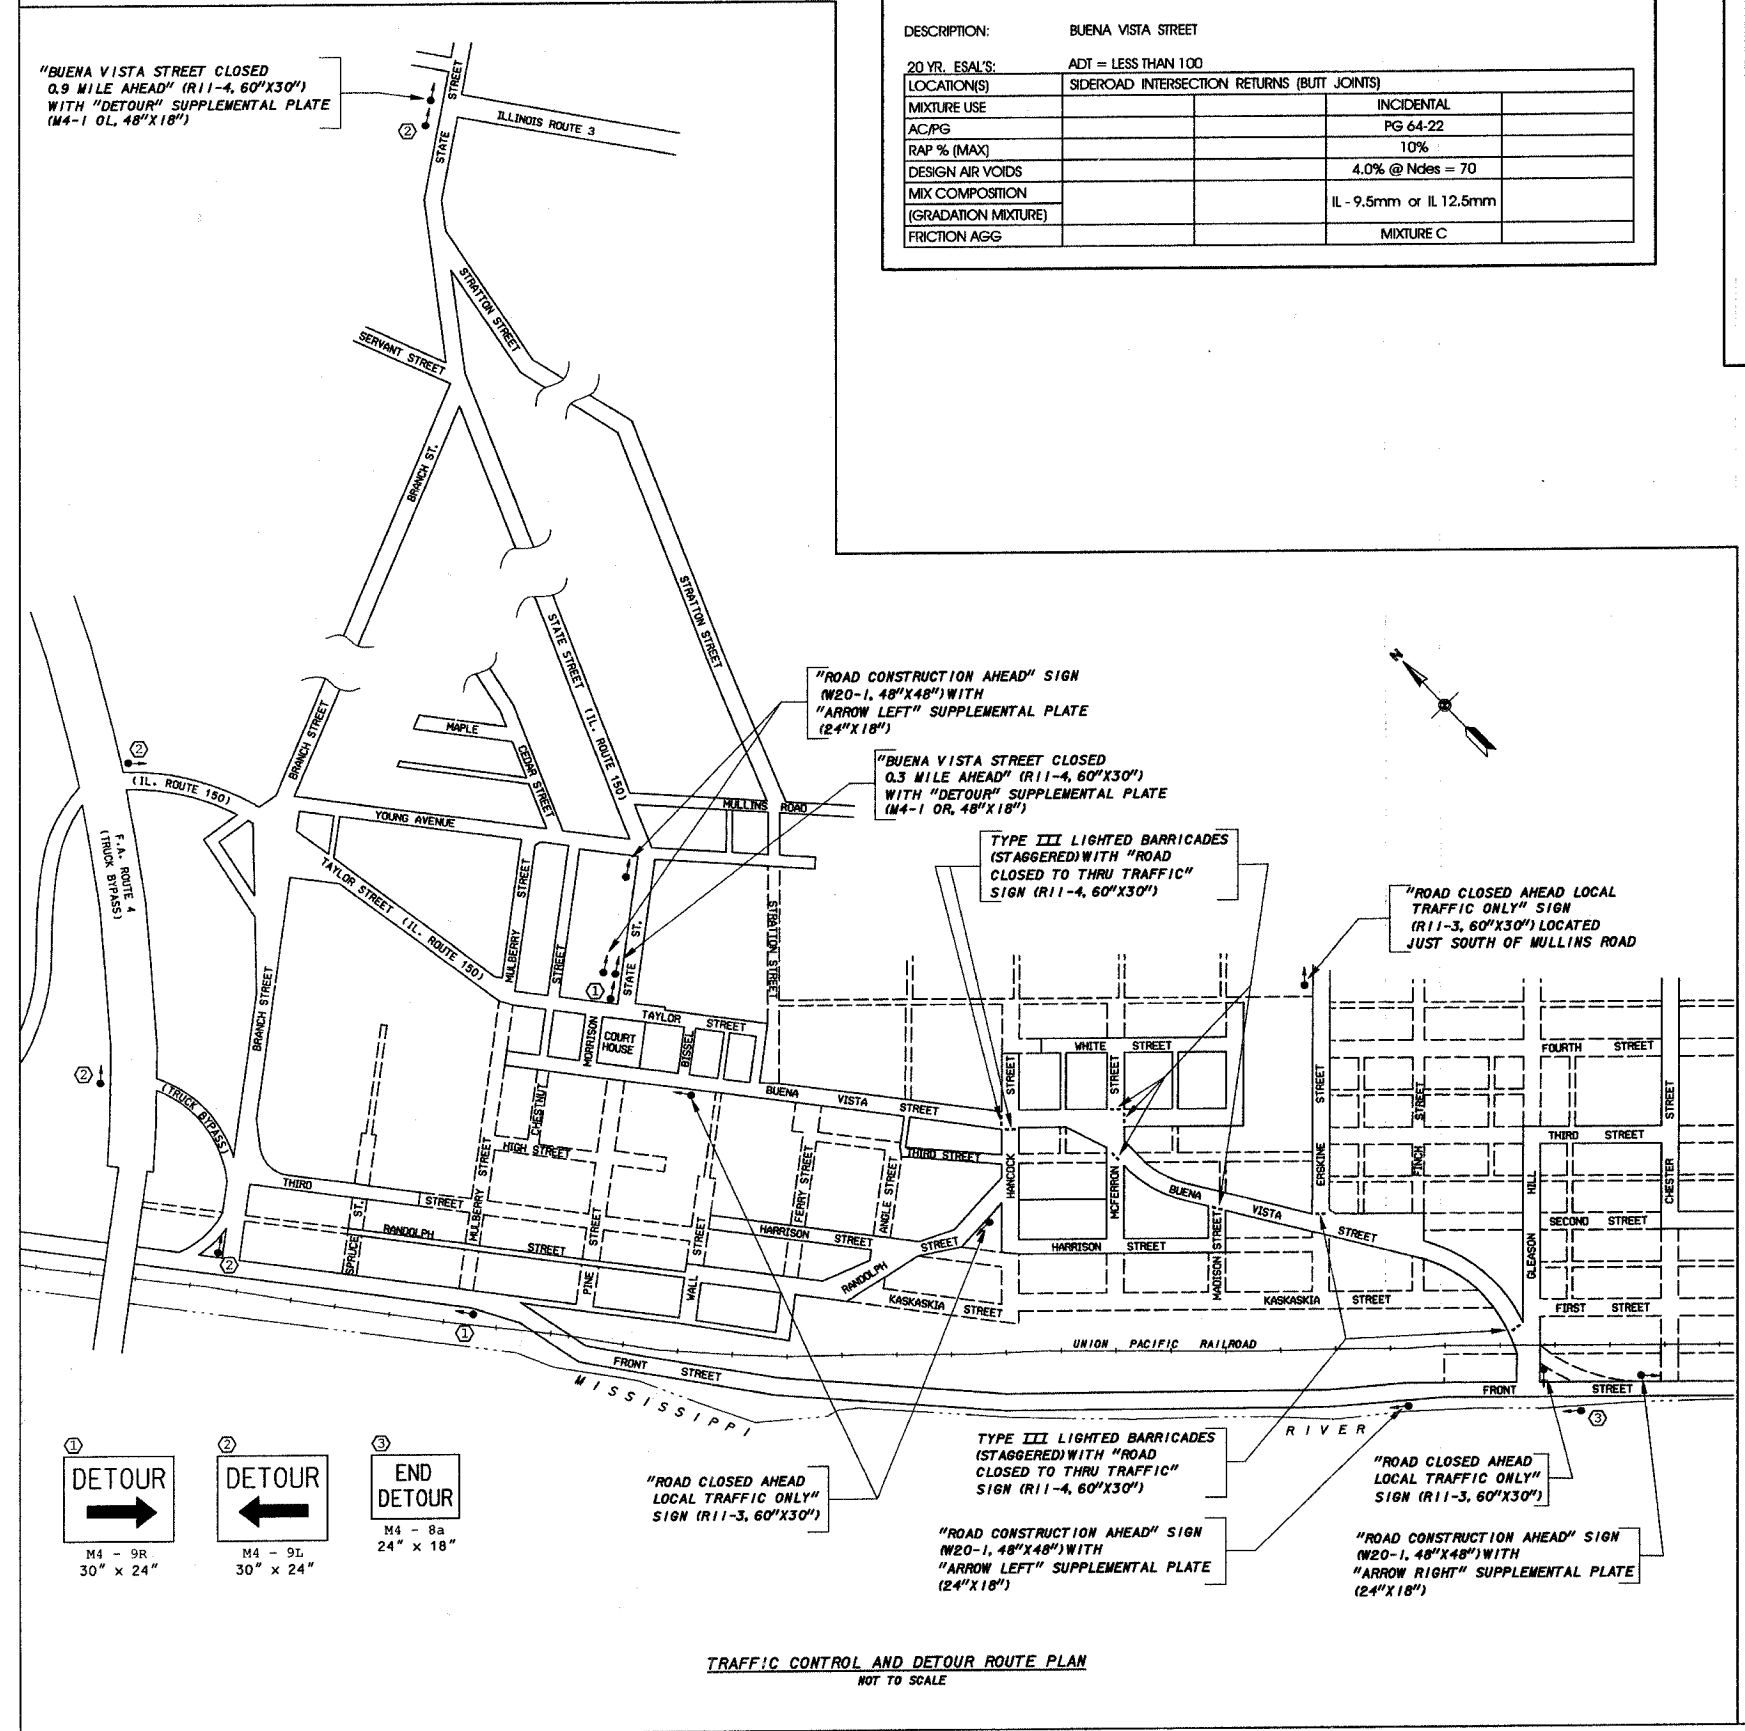 DESCRIPTION: BUENA VISTA STREET
20 YR. ESAL'S: ADT = LESS THAN 100
LOCATION(S) SIDEROAD INTERSECTION RETURNS (BUTT JOINTS)
MIXTURE USE INCIDENTAL
AC/PG PG 64-22
RAP % (MAX) 10%
DESIGN AIR VOIDS 4.0% @ Ndes = 70
MIX COMPOSITION
(GRADATION MIXTURE) IL - 9.5mm or IL 12.5mm
FRICTION AGG MIXTURE C
"BUENA VISTA STREET CLOSED
0.9 MILE AHEAD" (R11-4, 60"X30")
WITH "DETOUR" SUPPLEMENTAL PLATE
(M4-1 0L, 48"X18")
2
STATE STREET
ILLINOIS ROUTE 3
STRATTON STREET
SERVANT STREET
BRANCH ST.
STATE STREET (IL. ROUTE 150)
STRATTON STREET
N
"ROAD CONSTRUCTION AHEAD" SIGN
(W20-1, 48"X48") WITH
"ARROW LEFT" SUPPLEMENTAL PLATE
(24"X18")
"BUENA VISTA STREET CLOSED
0.3 MILE AHEAD" (R11-4, 60"X30")
WITH "DETOUR" SUPPLEMENTAL PLATE
(M4-1 0R, 48"X18")
TYPE III LIGHTED BARRICADES
(STAGGERED) WITH "ROAD
CLOSED TO THRU TRAFFIC"
SIGN (R11-4, 60"X30")
"ROAD CLOSED AHEAD LOCAL
TRAFFIC ONLY" SIGN
(R11-3, 60"X30") LOCATED
JUST SOUTH OF MULLINS ROAD
2
(IL. ROUTE 150)
BRANCH STREET
MAPLE
CEDAR STREET
MULLINS ROAD
YOUNG AVENUE
F.A. ROUTE 4
(TRUCK BYPASS)
TAYLOR STREET (IL. ROUTE 150)
MULBERRY STREET
STREET
STATE ST.
STRATTON STREET
1
BRANCH STREET
MORRISON
COURT
HOUSE
TAYLOR STREET
BISSEL
WHITE STREET
FOURTH STREET
2
(TRUCK BYPASS)
BUENA VISTA STREET
STREET
STREET
ERSKINE STREET
FINCH STREET
CHESTER STREET
CHESTNUT
HIGH STREET
THIRD STREET
THIRD STREET
HANCOCK
MCFERRON
BUENA VISTA STREET
GLEASON HILL
THIRD STREET
MULBERRY STREET
FERRY STREET
ANGLE STREET
SECOND STREET
SPRUCE ST.
RANDOLPH STREET
PINE STREET
WALL STREET
HARRISON STREET
RANDOLPH STREET
HARRISON STREET
MADISON STREET
KASKASKIA STREET
KASKASKIA STREET
FIRST STREET
2
1
UNION PACIFIC RAILROAD
FRONT STREET
FRONT STREET
MISSISSIPPI RIVER
3
1
DETOUR
M4 - 9R
30" x 24"
2
DETOUR
M4 - 9L
30" x 24"
3
END
DETOUR
M4 - 8a
24" x 18"
"ROAD CLOSED AHEAD
LOCAL TRAFFIC ONLY"
SIGN (R11-3, 60"X30")
TYPE III LIGHTED BARRICADES
(STAGGERED) WITH "ROAD
CLOSED TO THRU TRAFFIC"
SIGN (R11-4, 60"X30")
"ROAD CLOSED AHEAD
LOCAL TRAFFIC ONLY"
SIGN (R11-3, 60"X30")
"ROAD CONSTRUCTION AHEAD" SIGN
(W20-1, 48"X48") WITH
"ARROW LEFT" SUPPLEMENTAL PLATE
(24"X18")
"ROAD CONSTRUCTION AHEAD" SIGN
(W20-1, 48"X48") WITH
"ARROW RIGHT" SUPPLEMENTAL PLATE
(24"X18")
TRAFFIC CONTROL AND DETOUR ROUTE PLAN
NOT TO SCALE